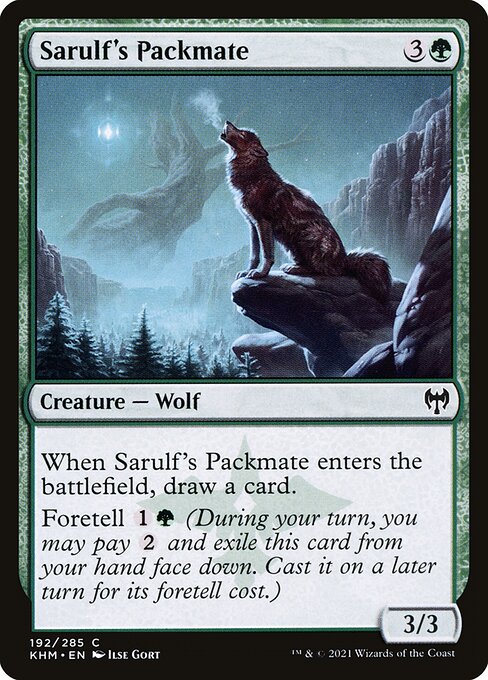 Sarulf's Packmate 3
Creature — Wolf
When Sarulf's Packmate enters the
battlefield, draw a card.
Foretell 1 (During your turn, you
may pay 2 and exile this card from
your hand face down. Cast it on a later
turn for its foretell cost.)
3/3
192/285 C
KHM • EN Ilse Gort
™ & © 2021 Wizards of the Coast